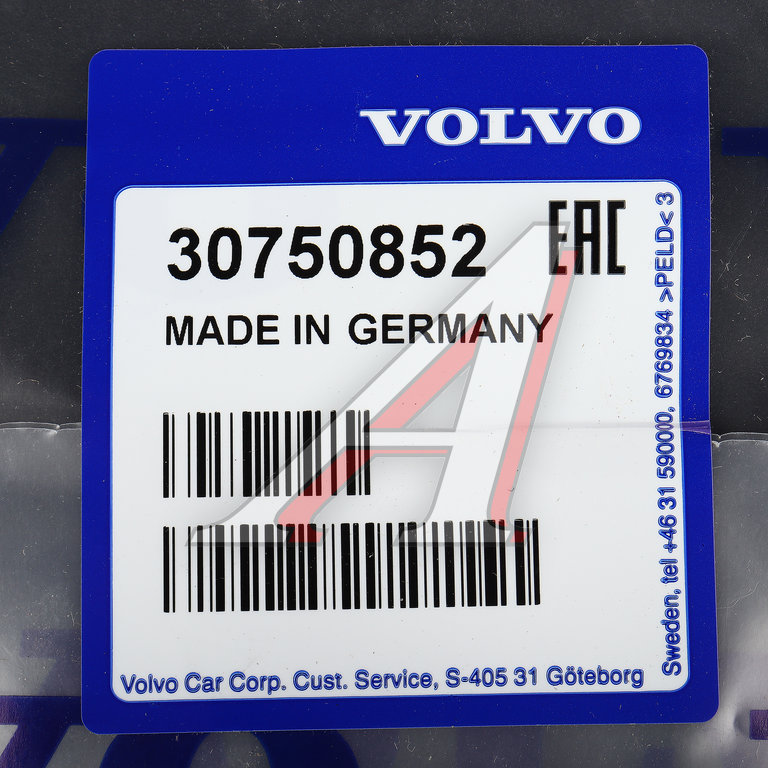 VOLVO
30750852 EAC
MADE IN GERMANY
Volvo Car Corp. Cust. Service, S-405 31 Göteborg
Sweden, tel +46 31 590000, 6769834 >PELD< 3